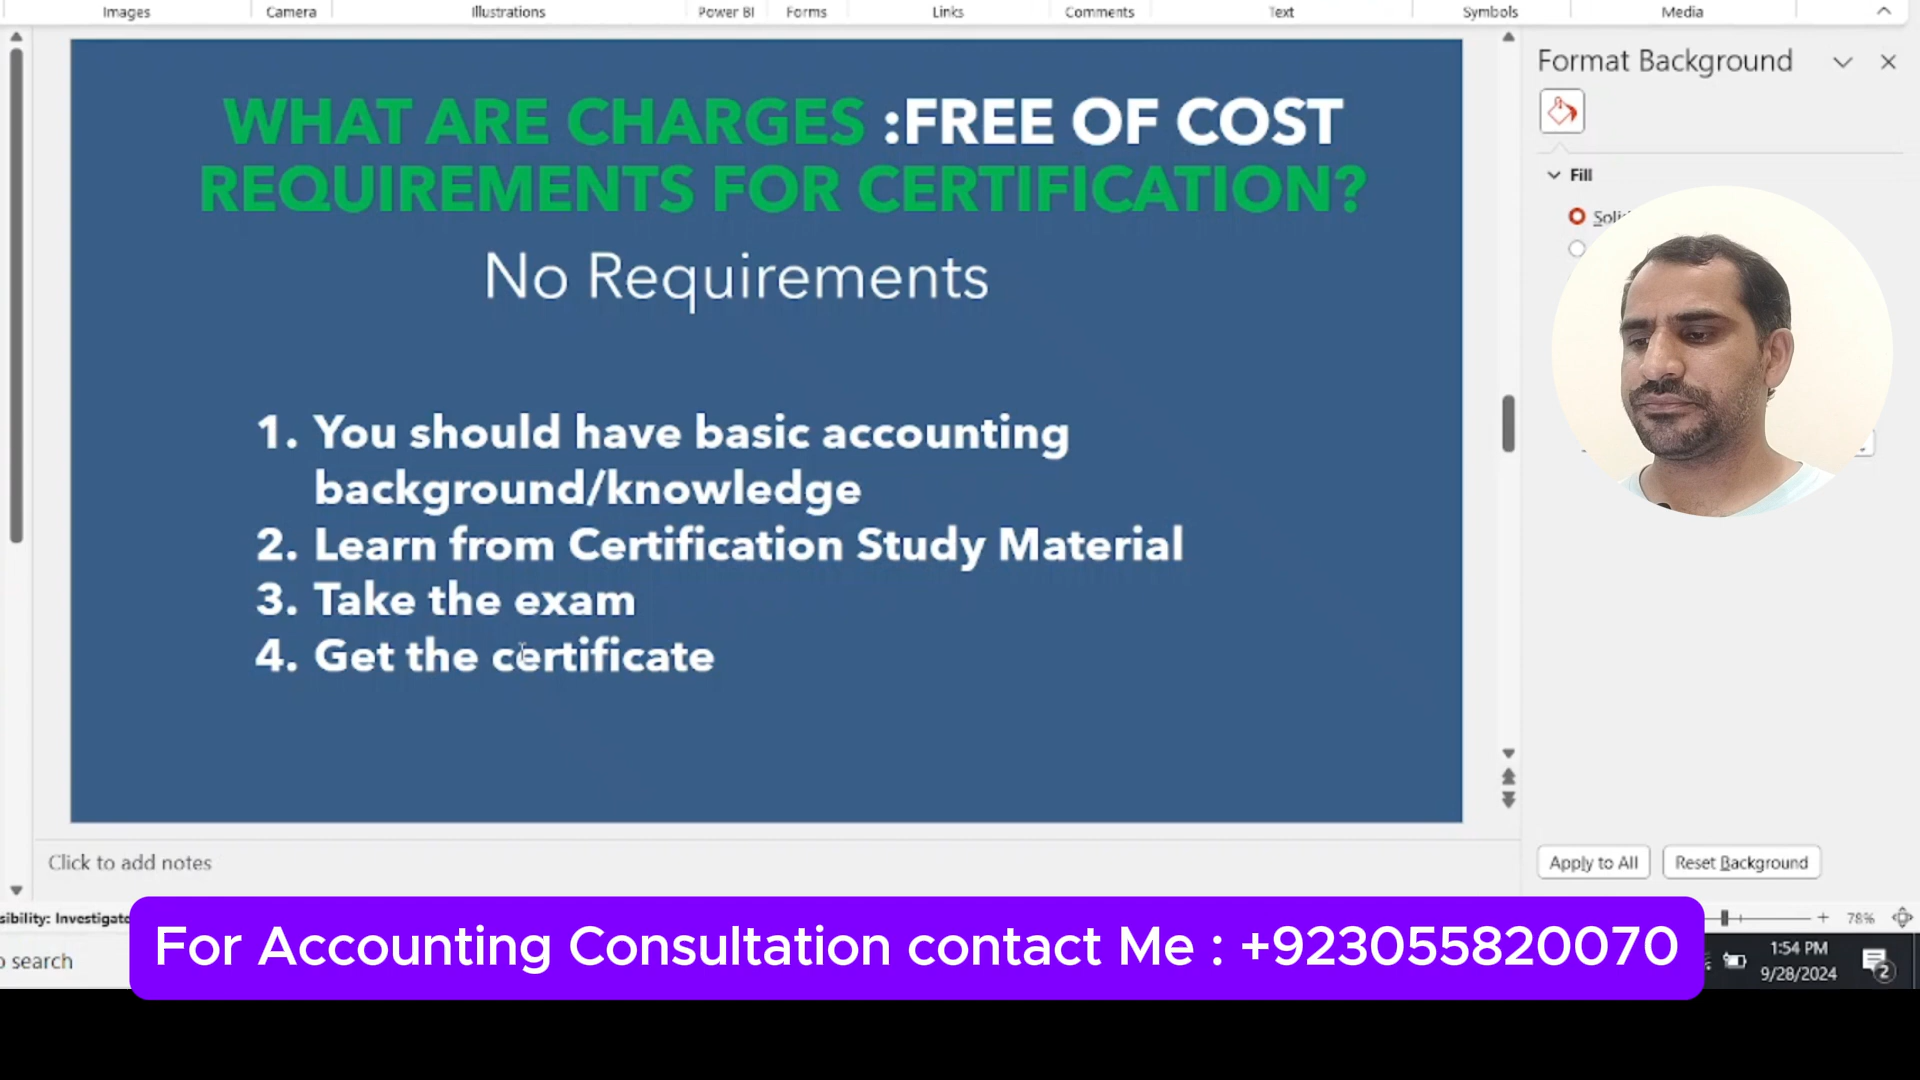 Images Camera Illustrations Power BI Forms Links Comments Text Symbols Media
WHAT ARE CHARGES :FREE OF COST
REQUIREMENTS FOR CERTIFICATION?
No Requirements
1. You should have basic accounting
background/knowledge
2. Learn from Certification Study Material
3. Take the exam
4. Get the certificate
Format Background
Fill
Click to add notes
Apply to All Reset Background
Investigate
78%
search
For Accounting Consultation contact Me : +923055820070
1:54 PM
9/28/2024
2